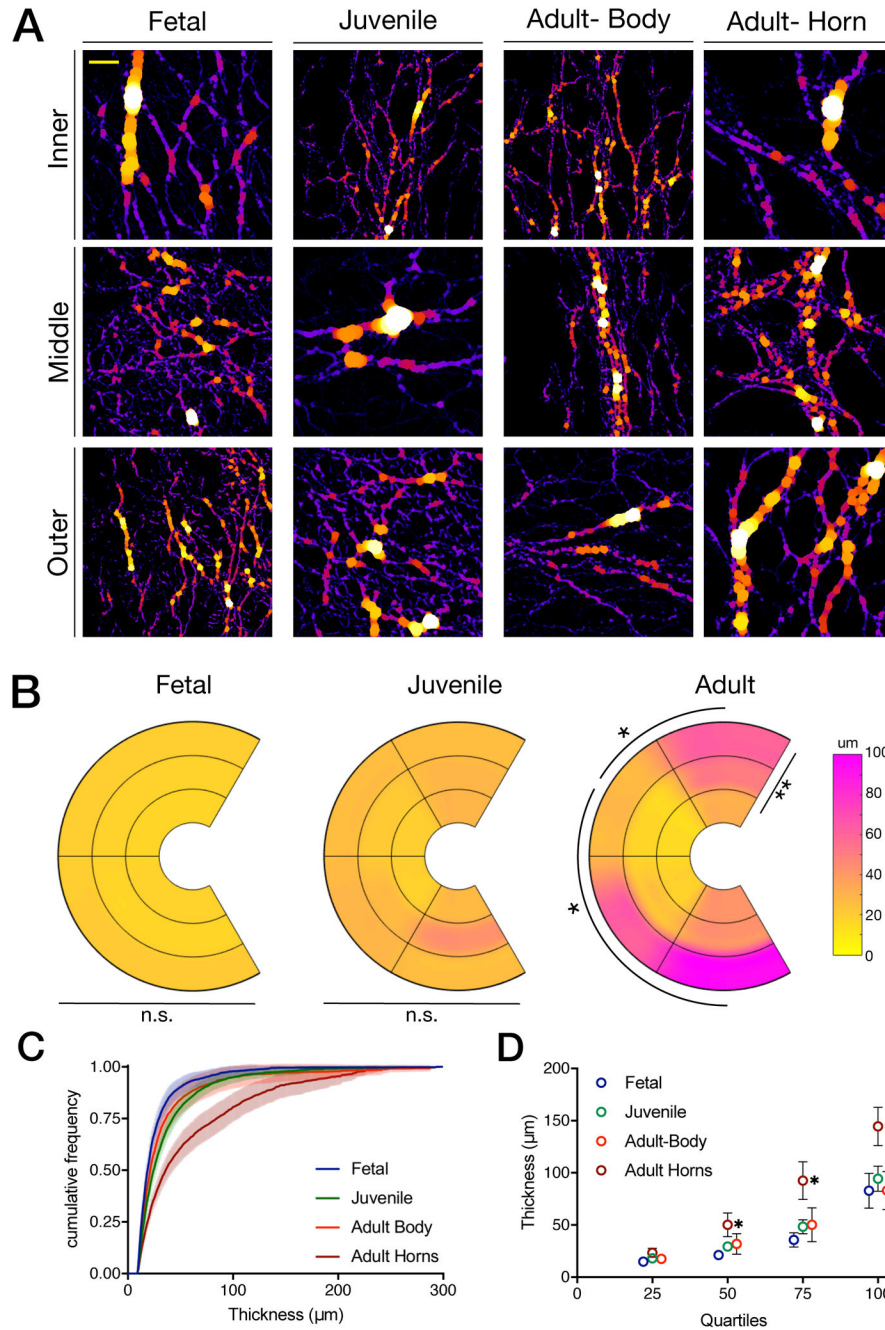 A
Fetal
Juvenile
Adult- Body
Adult- Horn
Inner
Middle
Outer
B
Fetal
Juvenile
Adult
*
*
**
n.s.
n.s.
um
100
80
60
40
20
0
C
1.00
0.75
0.50
0.25
0.00
cumulative frequency
Fetal
Juvenile
Adult Body
Adult Horns
0
100
200
300
Thickness (µm)
D
200
150
100
50
0
Thickness (µm)
Fetal
Juvenile
Adult-Body
Adult Horns
*
*
0
25
50
75
100
Quartiles